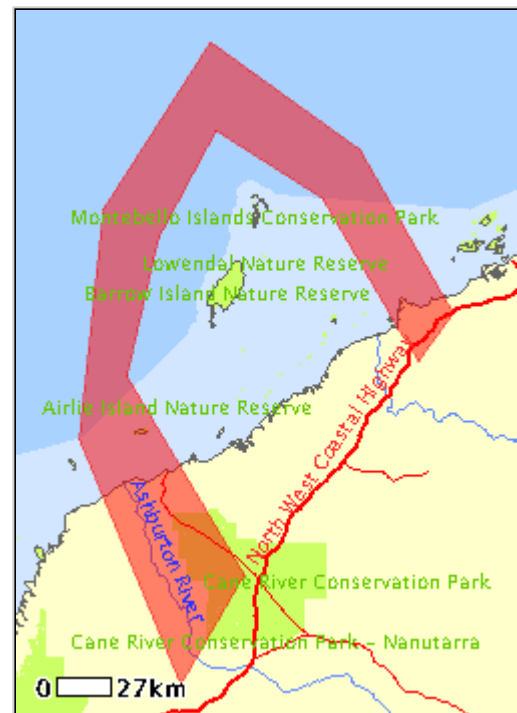 Montebello Islands Conservation Park
Lowendal Nature Reserve
Barrow Island Nature Reserve
North West Coastal Highway
Airlie Island Nature Reserve
Ashburton River
Cane River Conservation Park
Cane River Conservation Park - Nanutarra
0 27km